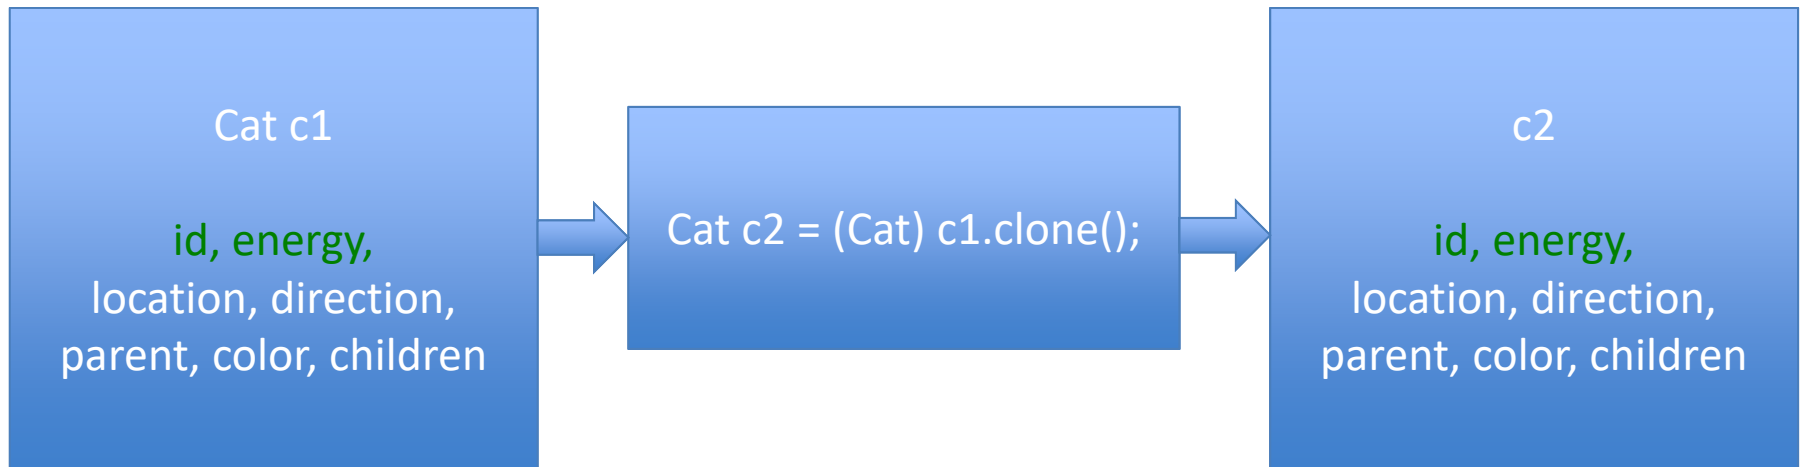 Cat c1
id, energy,
location, direction,
parent, color, children
Cat c2 = (Cat) c1.clone();
c2
id, energy,
location, direction,
parent, color, children